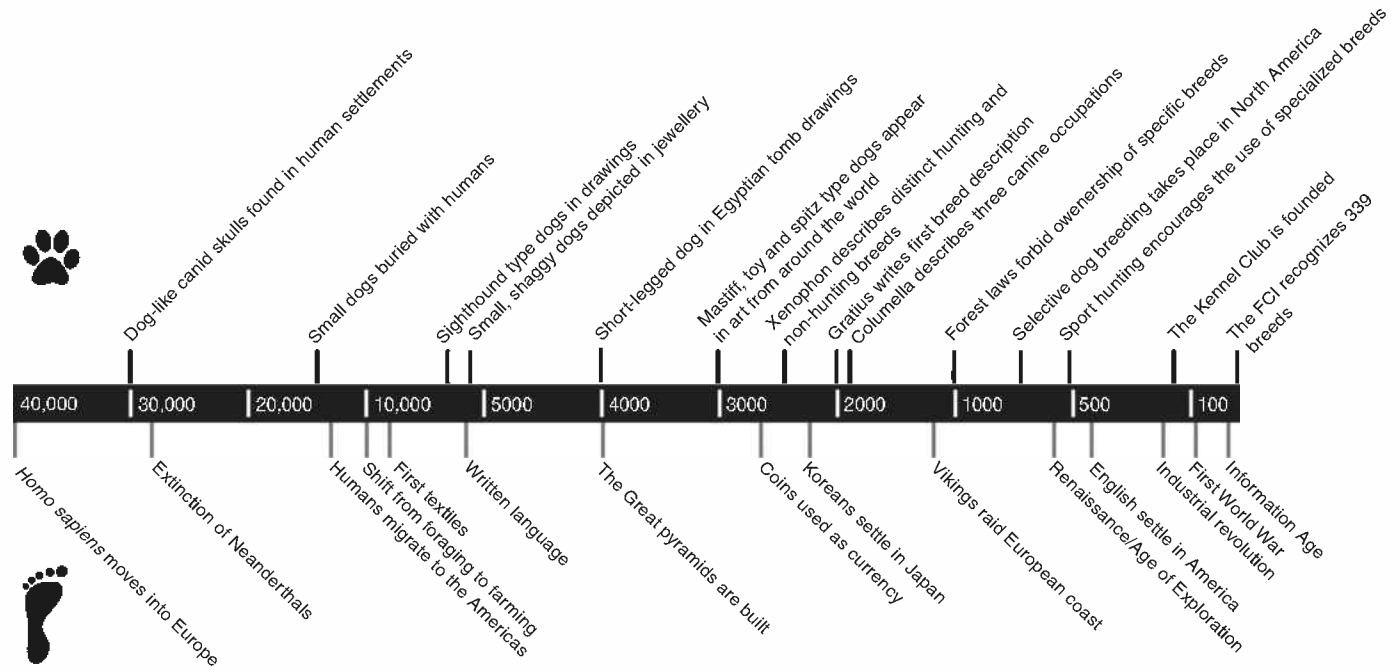 Dog-like canid skulls found in human settlements
Small dogs buried with humans
Sighthound type dogs in drawings
Small, shaggy dogs depicted in jewellery
Short-legged dog in Egyptian tomb drawings
Mastiff, toy and spitz type dogs appear
in art from around the world
Xenophon describes distinct hunting and
non-hunting breeds
Gratius writes first breed description
Columella describes three canine occupations
Forest laws forbid owenership of specific breeds
Selective dog breeding takes place in North America
Sport hunting encourages the use of specialized breeds
The Kennel Club is founded
The FCI recognizes 339
breeds
40,000
30,000
20,000
10,000
5000
4000
3000
2000
1000
500
100
Homo sapiens moves into Europe
Extinction of Neanderthals
Humans migrate to the Americas
Shift from foraging to farming
First textiles
Written language
The Great pyramids are built
Coins used as currency
Koreans settle in Japan
Vikings raid European coast
Renaissance/Age of Exploration
English settle in America
Industrial revolution
First World War
Information Age